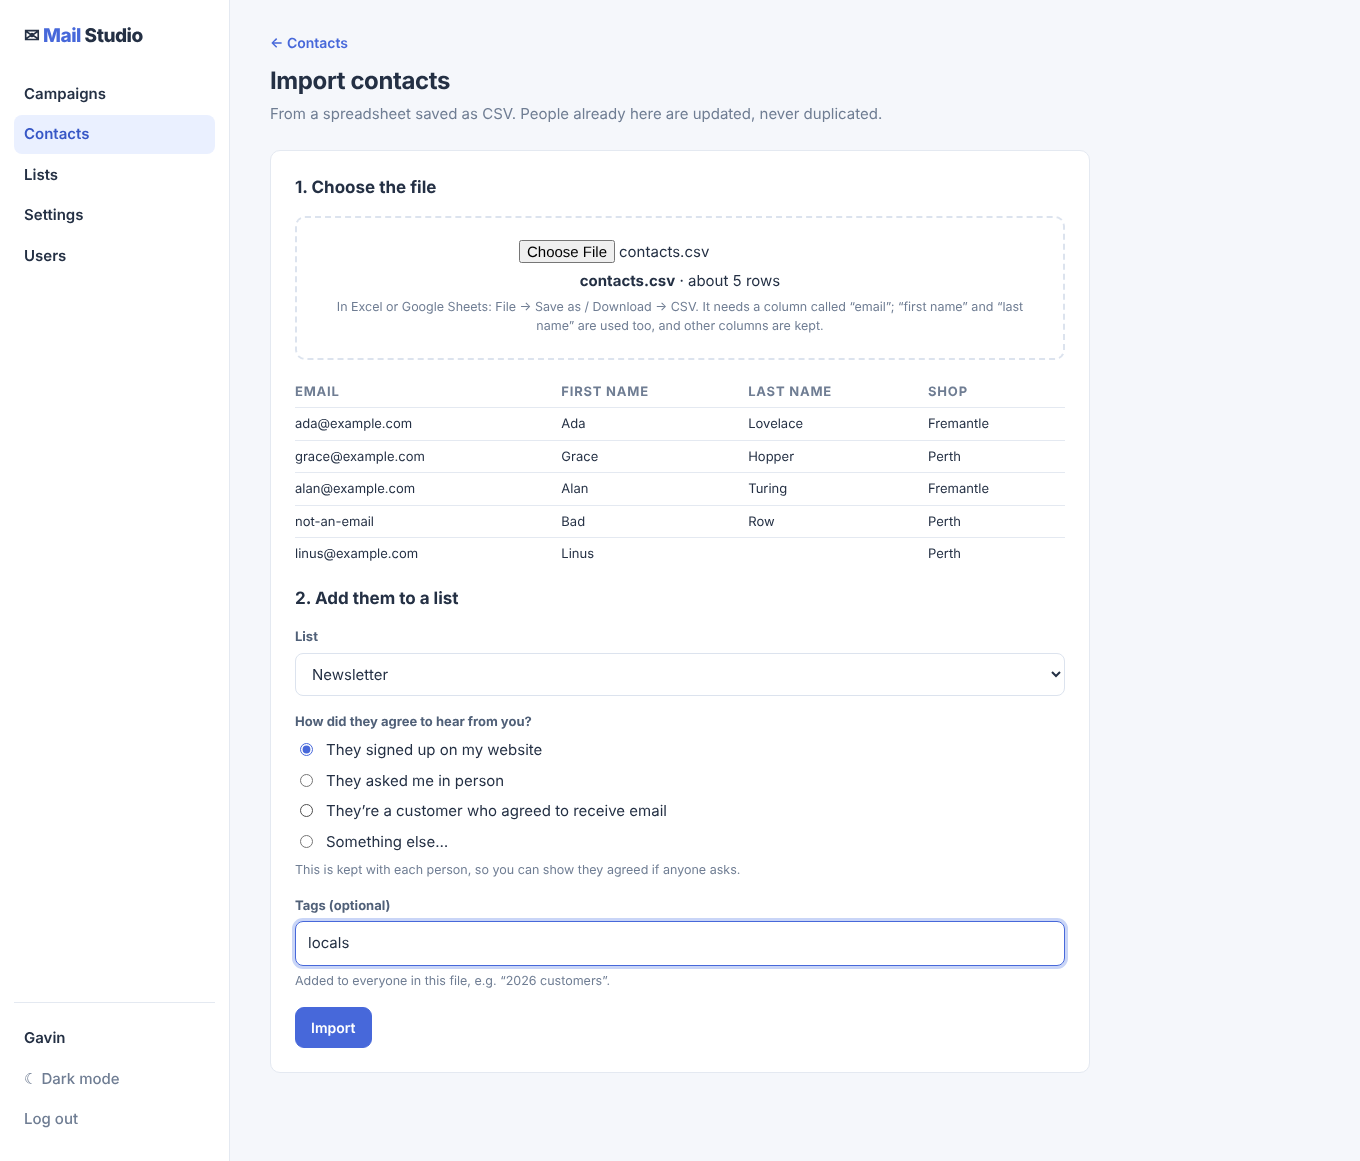 ✉ Mail Studio
Campaigns
Contacts
Lists
Settings
Users
Gavin
☾ Dark mode
Log out
← Contacts
Import contacts
From a spreadsheet saved as CSV. People already here are updated, never duplicated.
1. Choose the file
Choose File contacts.csv
contacts.csv · about 5 rows
In Excel or Google Sheets: File → Save as / Download → CSV. It needs a column called “email”; “first name” and “last
name” are used too, and other columns are kept.
EMAIL FIRST NAME LAST NAME SHOP
ada@example.com Ada Lovelace Fremantle
grace@example.com Grace Hopper Perth
alan@example.com Alan Turing Fremantle
not-an-email Bad Row Perth
linus@example.com Linus Perth
2. Add them to a list
List
Newsletter
How did they agree to hear from you?
They signed up on my website
They asked me in person
They’re a customer who agreed to receive email
Something else…
This is kept with each person, so you can show they agreed if anyone asks.
Tags (optional)
locals
Added to everyone in this file, e.g. “2026 customers”.
Import